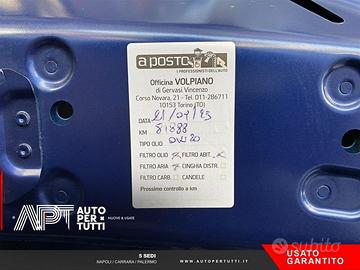 a posto
I PROFESSIONISTI DELL'AUTO
Officina VOLPIANO
di Gervasi Vincenzo
Corso Novara, 21 - Tel. 011-286711
10153 Torino (TO)
DATA 21/04/23
KM 81888
TIPO OLIO 0W20
FILTRO OLIO FILTRO ABIT.
FILTRO ARIA CINGHIA DISTR.
FILTRO CARB. CANDELE
Prossimo controllo a km
APT AUTO
PER
TUTTI
NUOVE & USATE
5 SEDI
NAPOLI / CARRARA / PALERMO
WWW.AUTOPERTUTTI.IT
Subito
USATO
GARANTITO